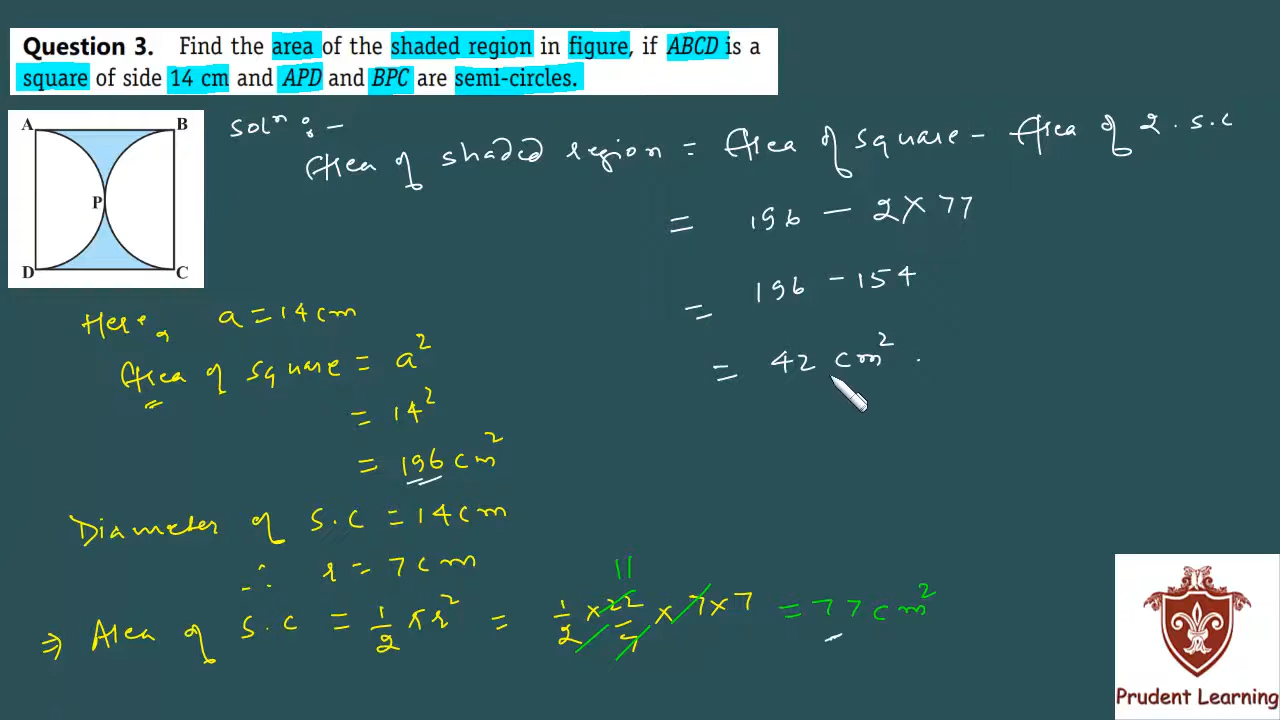 Question 3. Find the area of the shaded region in figure, if ABCD is a
square of side 14 cm and APD and BPC are semi-circles.
A B
P
D C
Solⁿ :-
Area of shaded region = Area of square - Area of 2. s.c
= 196 - 2 × 77
= 196 - 154
= 42 cm² .
Here, a = 14 cm
Area of square = a²
= 14²
= 196 cm²
Diameter of S.C = 14 cm
∴ r = 7 cm
⇒ Area of S.C = 1/2 πr² = 1/2 × 22/7 × 7 × 7 = 77 cm²
11
Prudent Learning